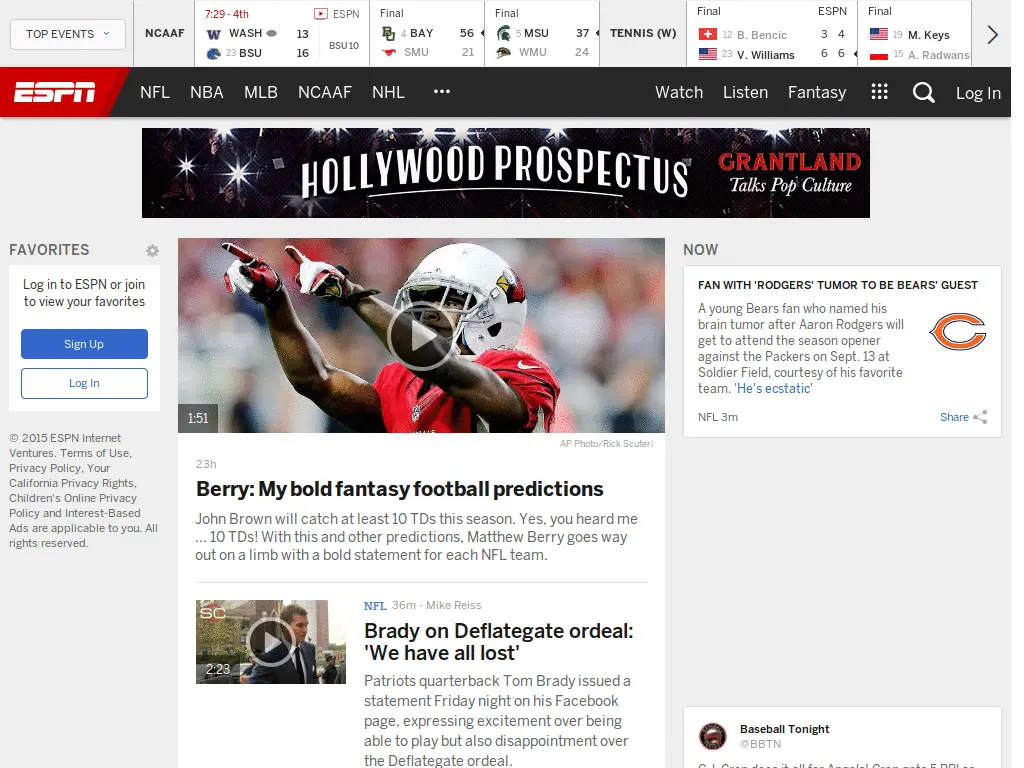 TOP EVENTS
NCAAF
7:29 - 4th ESPN
WASH 13
23 BSU 16
BSU10
Final
4 BAY 56
SMU 21
Final
5 MSU 37
WMU 24
TENNIS (W)
Final ESPN
12 B. Bencic 3 4
23 V. Williams 6 6
Final
19 M. Keys
15 A. Radwans
ESPN
NFL NBA MLB NCAAF NHL ••• Watch Listen Fantasy Log In
HOLLYWOOD PROSPECTUS
GRANTLAND
Talks Pop Culture
FAVORITES
Log in to ESPN or join
to view your favorites
Sign Up
Log In
© 2015 ESPN Internet
Ventures. Terms of Use,
Privacy Policy, Your
California Privacy Rights,
Children's Online Privacy
Policy and Interest-Based
Ads are applicable to you. All
rights reserved.
1:51
AP Photo/Rick Scuteri
23h
Berry: My bold fantasy football predictions
John Brown will catch at least 10 TDs this season. Yes, you heard me
... 10 TDs! With this and other predictions, Matthew Berry goes way
out on a limb with a bold statement for each NFL team.
SC
2:23
NFL 36m - Mike Reiss
Brady on Deflategate ordeal:
'We have all lost'
Patriots quarterback Tom Brady issued a
statement Friday night on his Facebook
page, expressing excitement over being
able to play but also disappointment over
the Deflategate ordeal.
NOW
FAN WITH 'RODGERS' TUMOR TO BE BEARS' GUEST
A young Bears fan who named his
brain tumor after Aaron Rodgers will
get to attend the season opener
against the Packers on Sept. 13 at
Soldier Field, courtesy of his favorite
team. 'He's ecstatic'
NFL 3m Share
Baseball Tonight
@BBTN